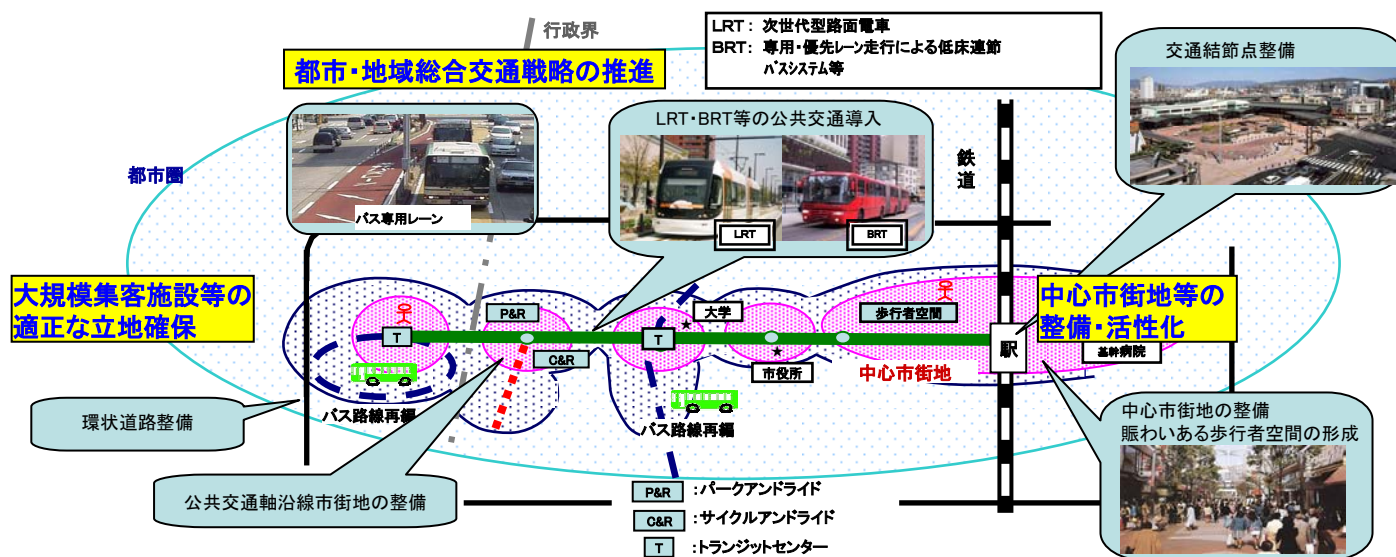 行政界
都市・地域総合交通戦略の推進
LRT： 次世代型路面電車
BRT： 専用・優先レーン走行による低床連節
バスシステム等
交通結節点整備
LRT・BRT等の公共交通導入
バス専用レーン
LRT
BRT
鉄道
都市圏
大規模集客施設等の
適正な立地確保
中心市街地等の
整備・活性化
P&R
大学
歩行者空間
T
T
C&R
市役所
中心市街地
駅
基幹病院
バス路線再編
バス路線再編
環状道路整備
公共交通軸沿線市街地の整備
中心市街地の整備
賑わいある歩行者空間の形成
P&R ：パークアンドライド
C&R ：サイクルアンドライド
T ：トランジットセンター